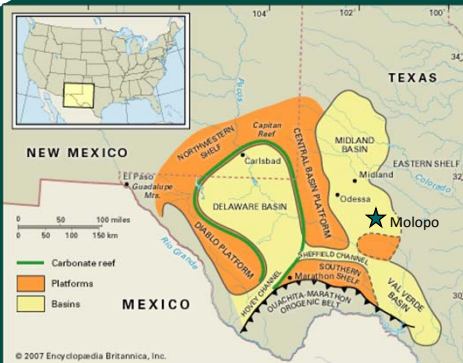 104°
102°
100°
34°
TEXAS
Pecos
NORTHWESTERN
SHELF
Capitan
Reef
CENTRAL BASIN PLATFORM
MIDLAND
BASIN
NEW MEXICO
Carlsbad
EASTERN SHELF
Midland
Colorado
32°
El Paso
Guadalupe
Mts.
Odessa
DELAWARE BASIN
Molopo
0 50 100 miles
0 50 100 150 km
DIABLO PLATFORM
Rio Grande
SHEFFIELD CHANNEL
Carbonate reef
SOUTHERN
Marathon SHELF
Platforms
HOVEY CHANNEL
VAL VERDE
BASIN
Basins
MEXICO
OUACHITA-MARATHON
OROGENIC BELT
30°
© 2007 Encyclopædia Britannica, Inc.